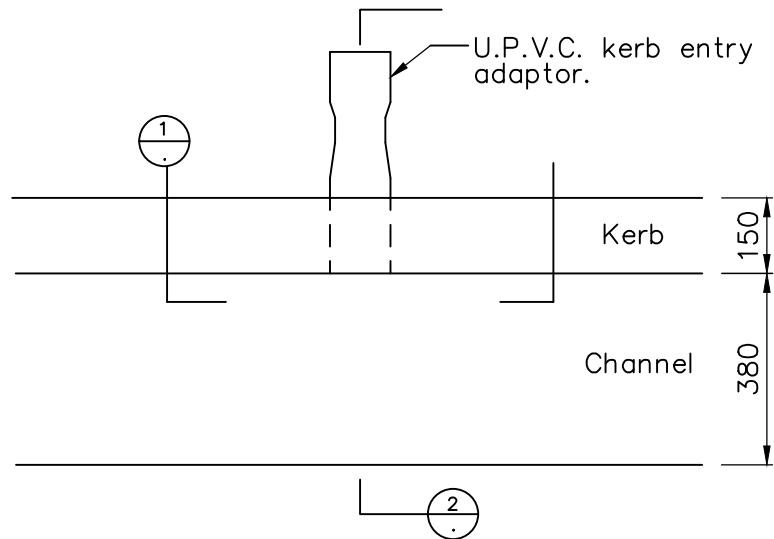 U.P.V.C. kerb entry
adaptor.
1
.
Kerb
150
Channel
380
2
.